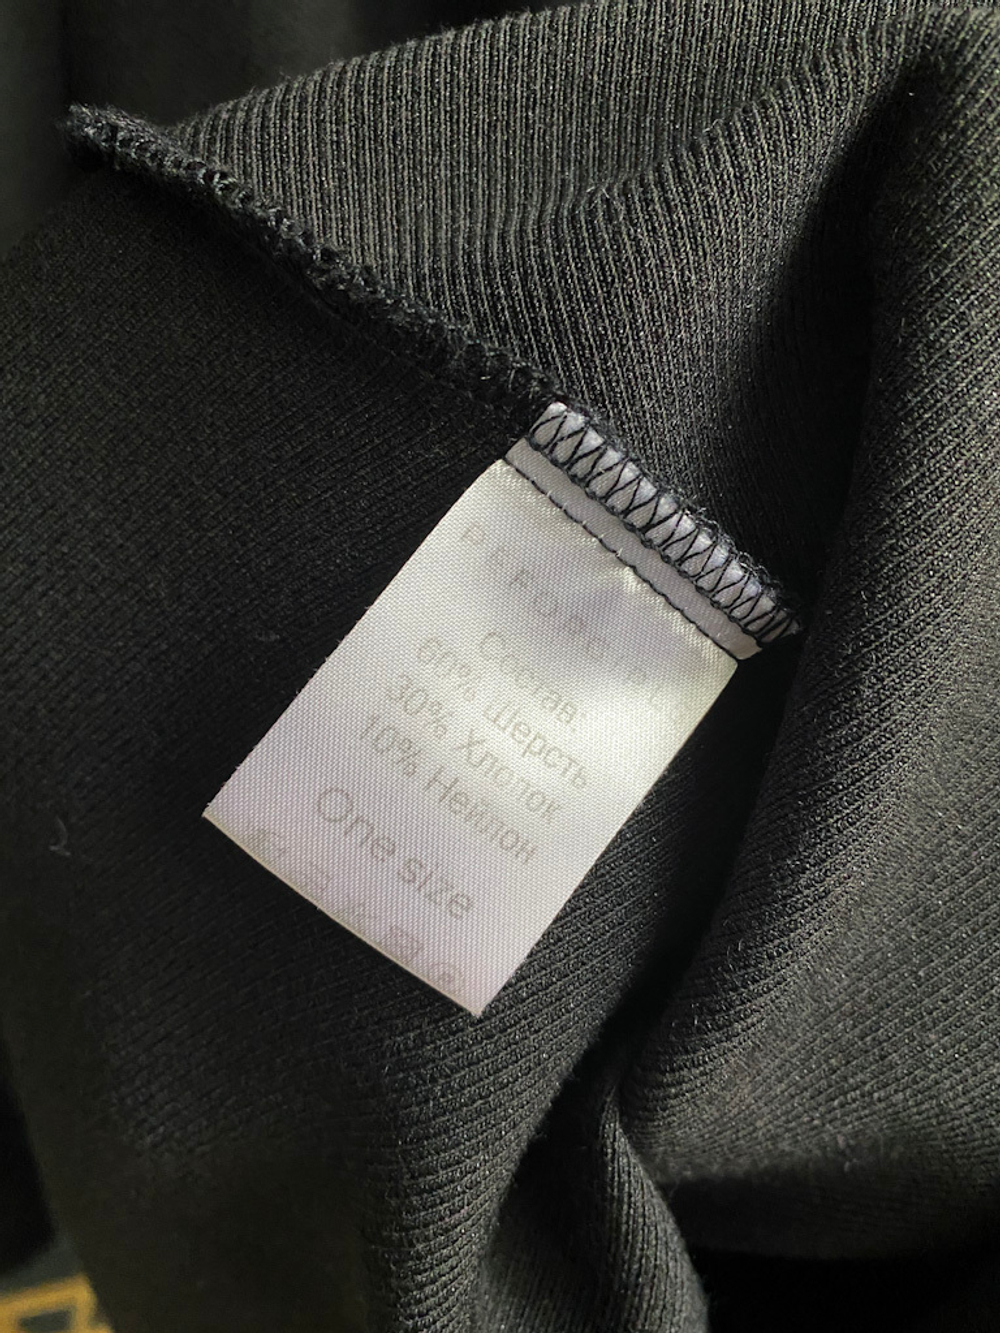 Состав:
60% Шерсть
30% Хлопок
10% Нейлон
One size